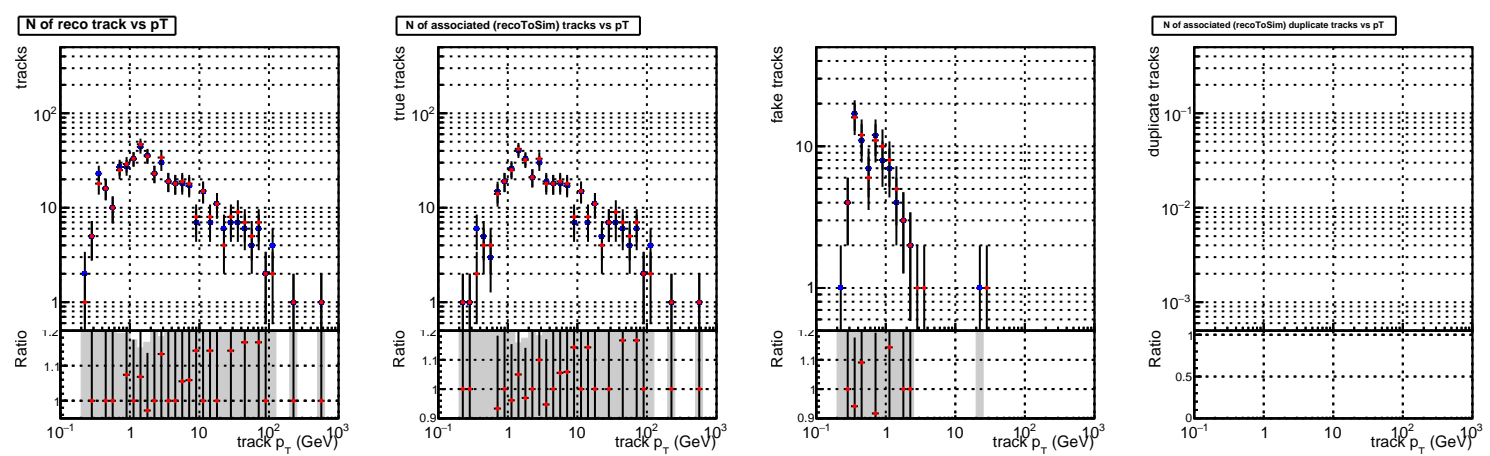 N of reco track vs pT
tracks
10²
10
1
Ratio
1.2
1.1
1
10⁻¹ 1 10 10² 10³
track p_T (GeV)
N of associated (recoToSim) tracks vs pT
true tracks
10²
10
1
Ratio
1.2
1.1
1
0.9
10⁻¹ 1 10 10² 10³
track p_T (GeV)
fake tracks
10
1
Ratio
1.2
1.1
1
0.9
10⁻¹ 1 10 10² 10³
track p_T (GeV)
N of associated (recoToSim) duplicate tracks vs pT
duplicate tracks
10⁻¹
10⁻²
10⁻³
Ratio
1
0.5
0
10⁻¹ 1 10 10² 10³
track p_T (GeV)